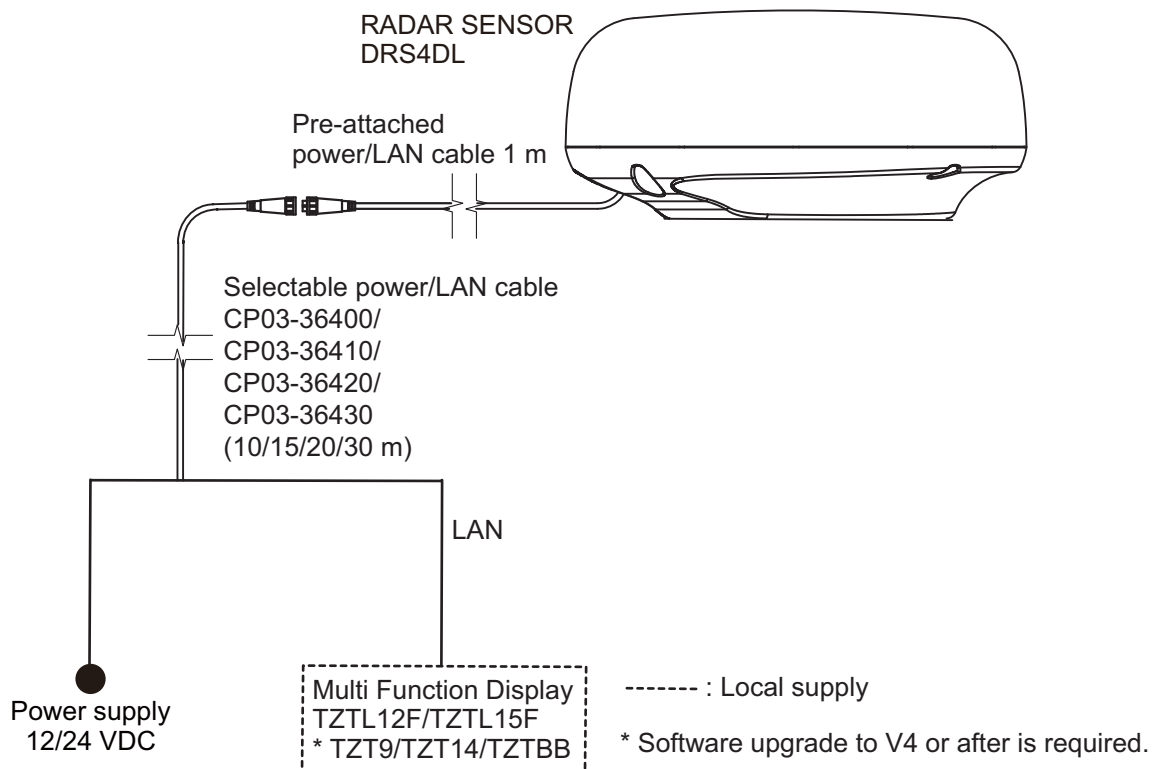 RADAR SENSOR
DRS4DL
Pre-attached
power/LAN cable 1 m
Selectable power/LAN cable
CP03-36400/
CP03-36410/
CP03-36420/
CP03-36430
(10/15/20/30 m)
LAN
Power supply
12/24 VDC
Multi Function Display
TZTL12F/TZTL15F
* TZT9/TZT14/TZTBB
------- : Local supply
* Software upgrade to V4 or after is required.